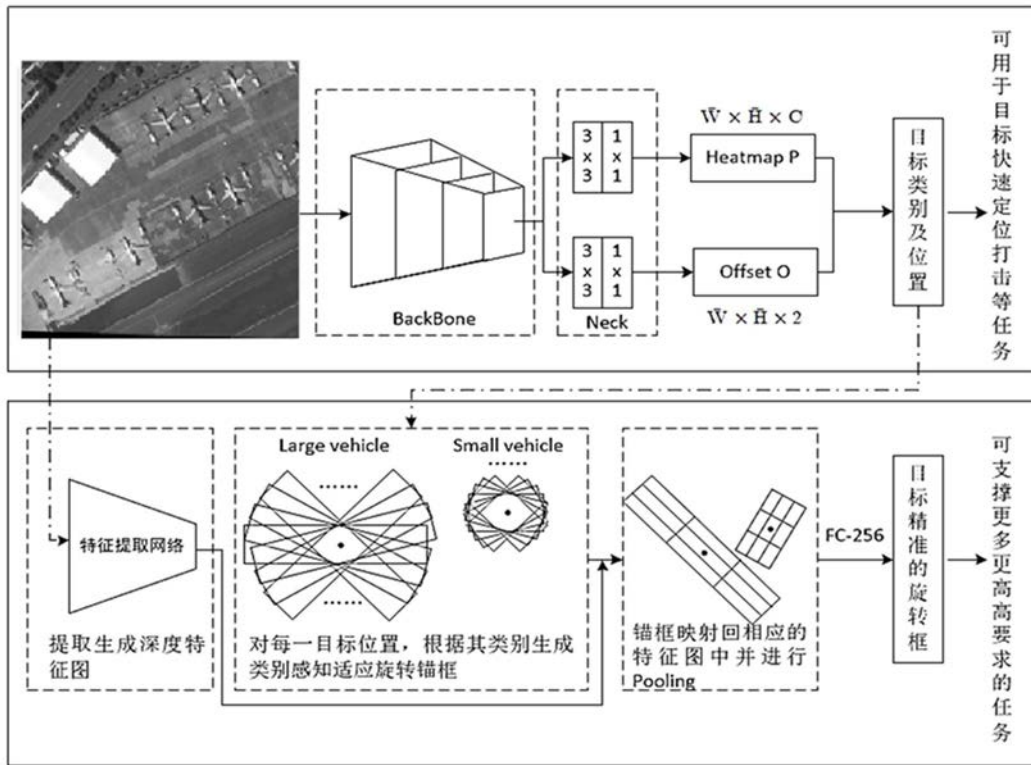 可用于目标快速定位打击等任务
W̄ × H̄ × C
3 x 3
1 x 1
Heatmap P
目标类别及位置
3 x 3
1 x 1
Offset O
BackBone
Neck
W̄ × H̄ × 2
Large vehicle
Small vehicle
......
......
特征提取网络
......
FC-256
目标精准的旋转框
可支撑更多更高高要求的任务
提取生成深度特
征图
对每一目标位置，根据其类别生成
类别感知适应旋转锚框
锚框映射回相应的
特征图中并进行
Pooling